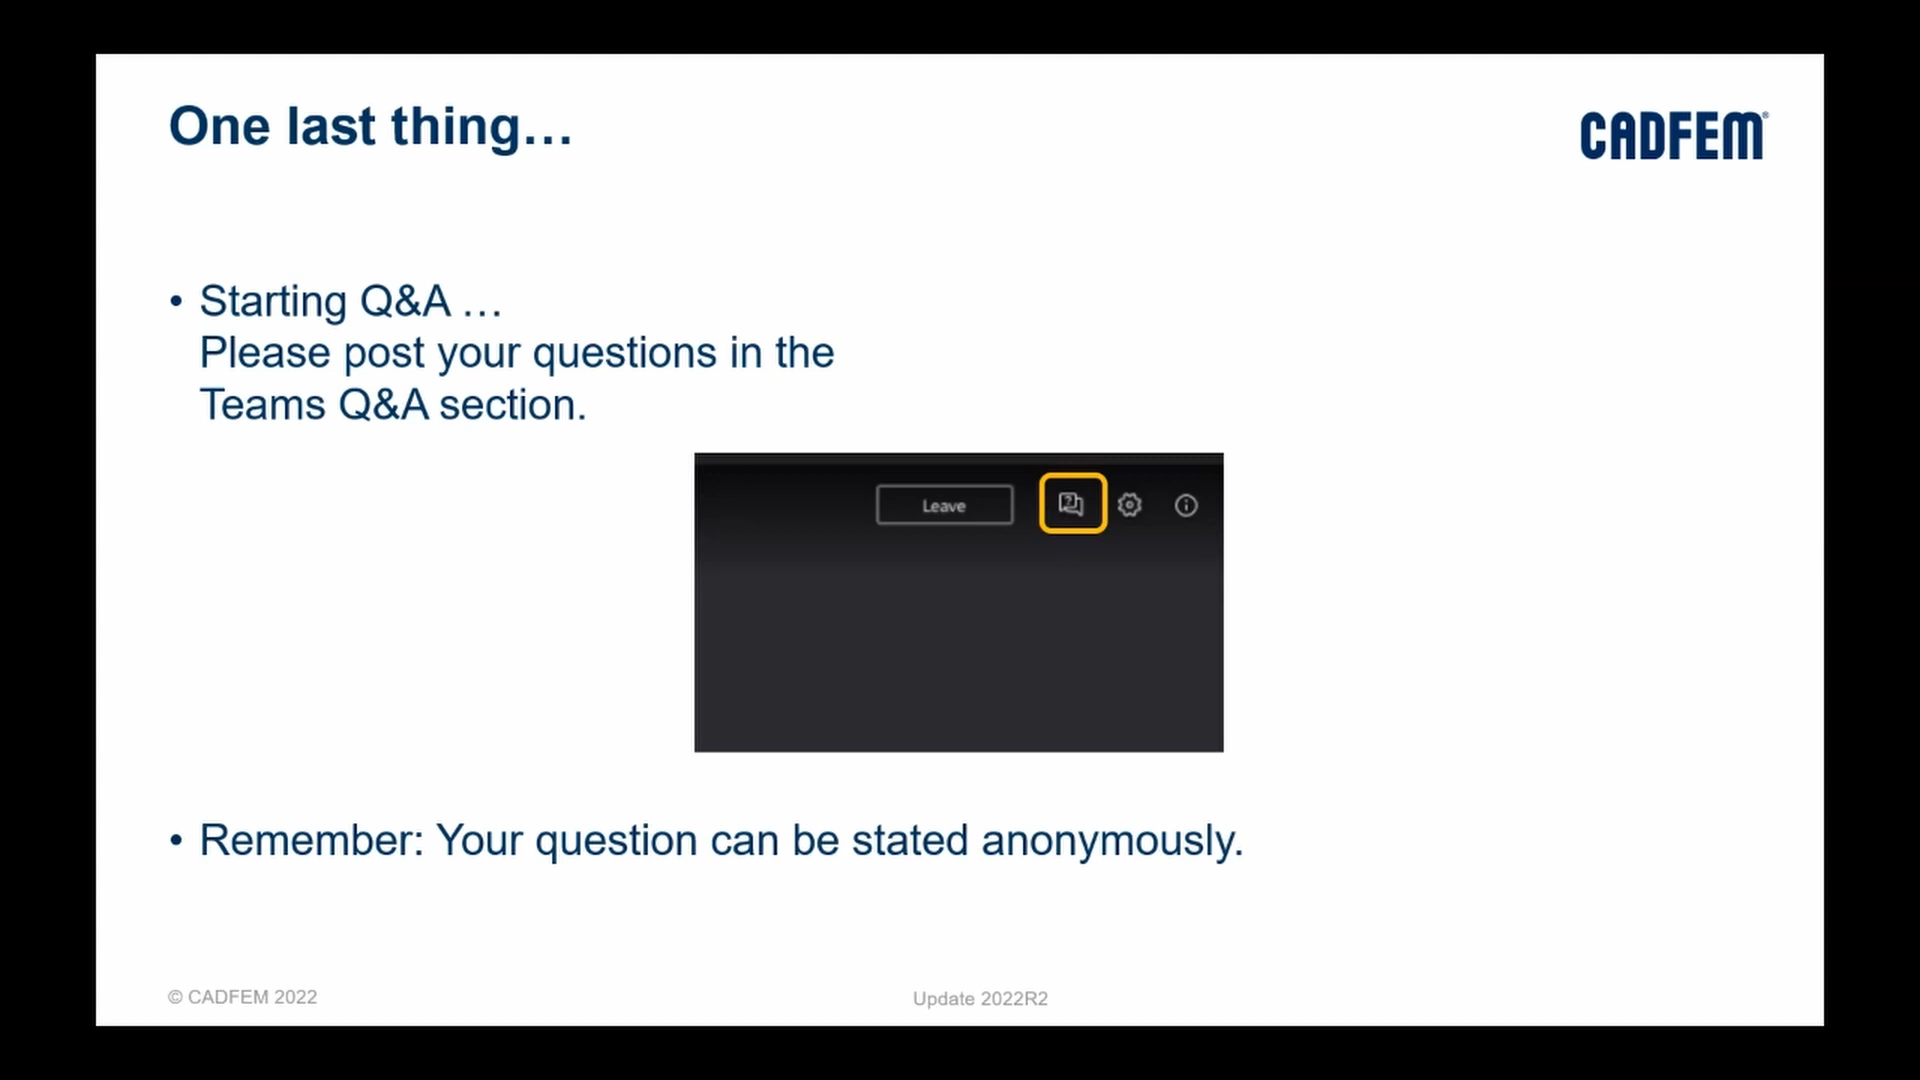 One last thing…
CADFEM®
• Starting Q&A …
Please post your questions in the
Teams Q&A section.
Leave
• Remember: Your question can be stated anonymously.
© CADFEM 2022
Update 2022R2